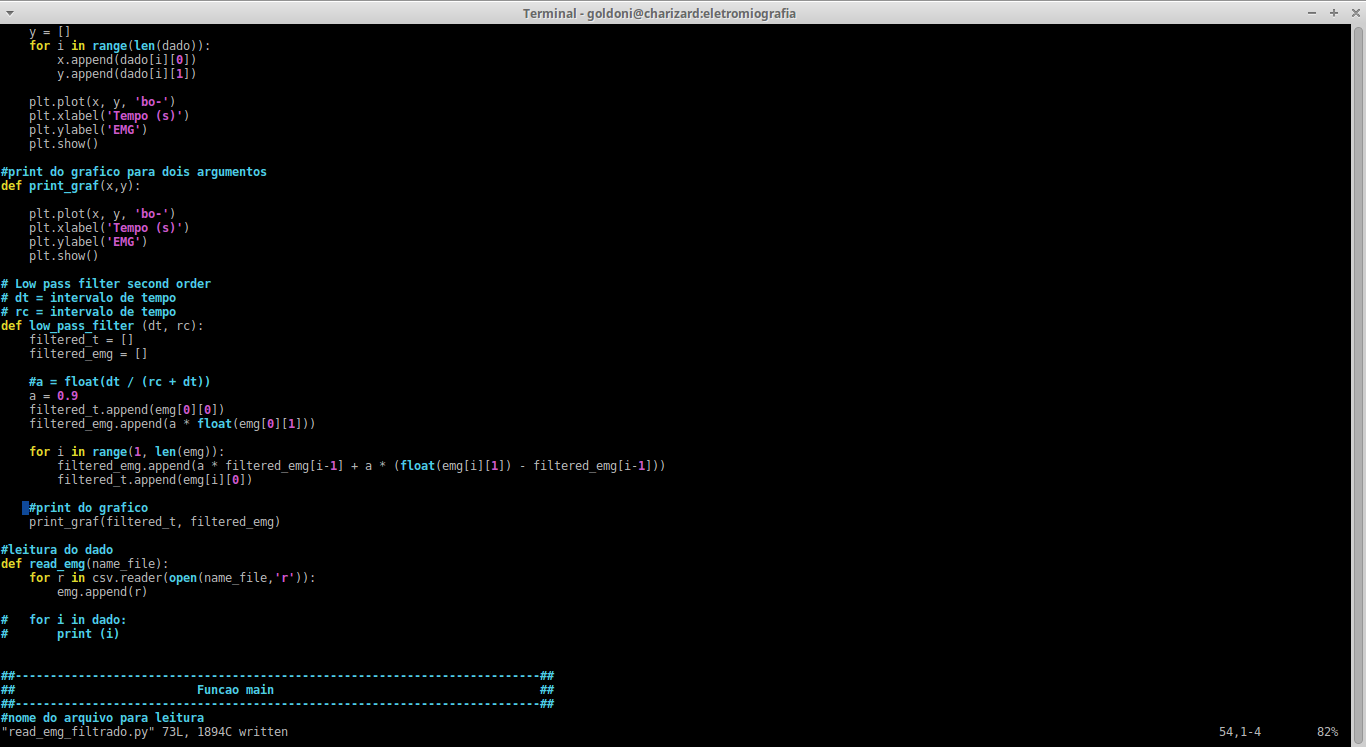 Terminal - goldoni@charizard:eletromiografia
    y = []
    for i in range(len(dado)):
        x.append(dado[i][0])
        y.append(dado[i][1])

    plt.plot(x, y, 'bo-')
    plt.xlabel('Tempo (s)')
    plt.ylabel('EMG')
    plt.show()

#print do grafico para dois argumentos
def print_graf(x,y):

    plt.plot(x, y, 'bo-')
    plt.xlabel('Tempo (s)')
    plt.ylabel('EMG')
    plt.show()

# Low pass filter second order
# dt = intervalo de tempo
# rc = intervalo de tempo
def low_pass_filter (dt, rc):
    filtered_t = []
    filtered_emg = []

    #a = float(dt / (rc + dt))
    a = 0.9
    filtered_t.append(emg[0][0])
    filtered_emg.append(a * float(emg[0][1]))

    for i in range(1, len(emg)):
        filtered_emg.append(a * filtered_emg[i-1] + a * (float(emg[i][1]) - filtered_emg[i-1]))
        filtered_t.append(emg[i][0])

    #print do grafico
    print_graf(filtered_t, filtered_emg)

#leitura do dado
def read_emg(name_file):
    for r in csv.reader(open(name_file,'r')):
        emg.append(r)

#   for i in dado:
#       print (i)


##---------------------------------------------------------------------------##
##                          Funcao main                                      ##
##---------------------------------------------------------------------------##
#nome do arquivo para leitura
"read_emg_filtrado.py" 73L, 1894C written 54,1-4 82%